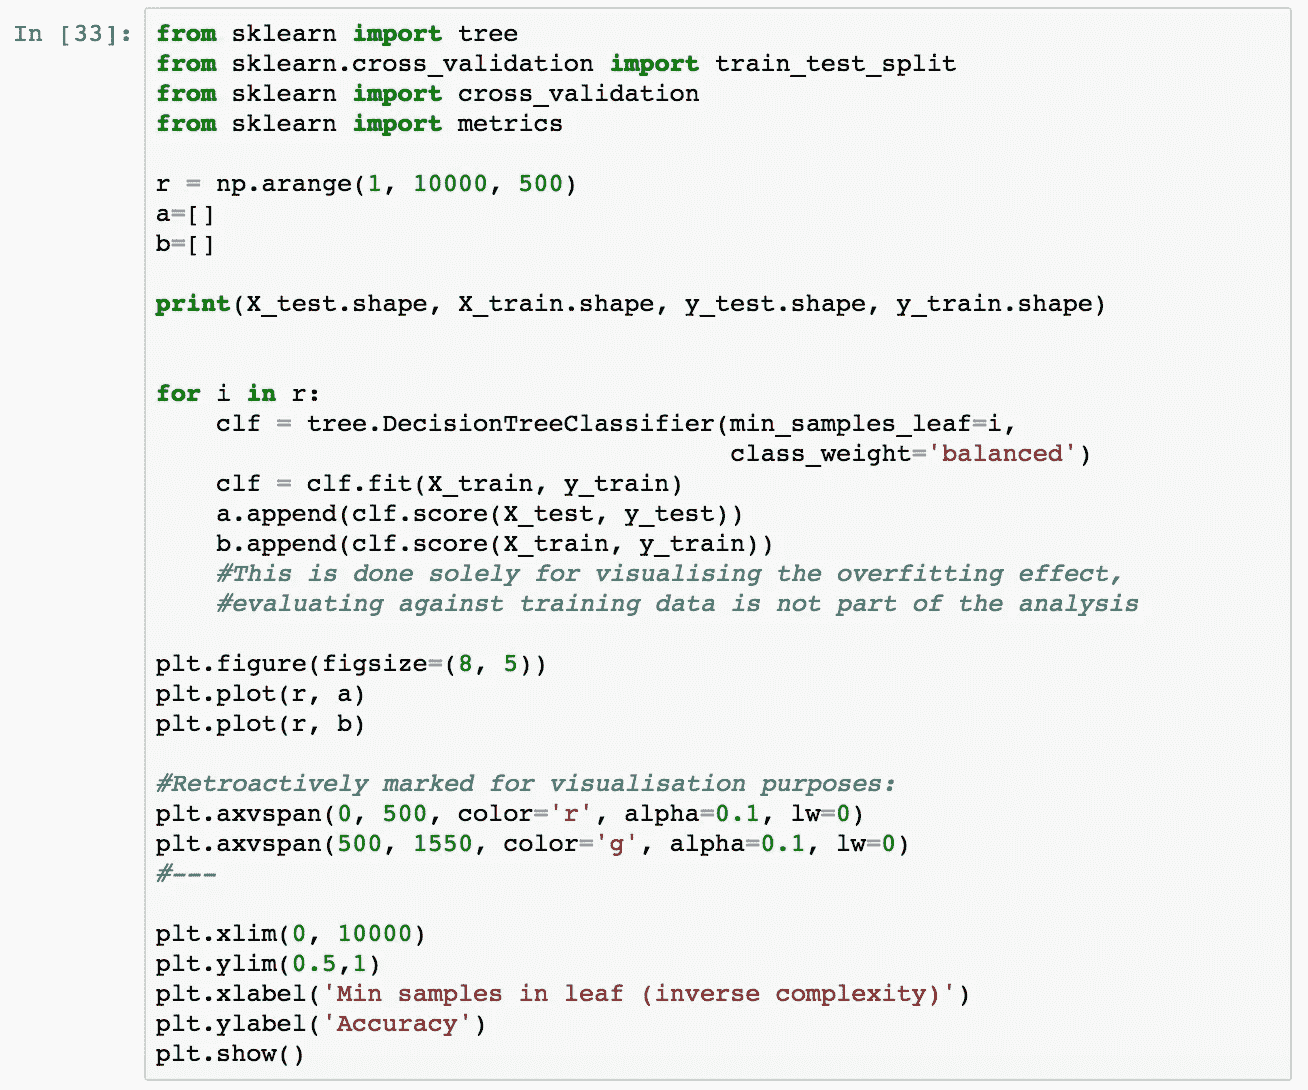 In [33]: from sklearn import tree
from sklearn.cross_validation import train_test_split
from sklearn import cross_validation
from sklearn import metrics

r = np.arange(1, 10000, 500)
a=[]
b=[]

print(X_test.shape, X_train.shape, y_test.shape, y_train.shape)


for i in r:
    clf = tree.DecisionTreeClassifier(min_samples_leaf=i,
                                      class_weight='balanced')
    clf = clf.fit(X_train, y_train)
    a.append(clf.score(X_test, y_test))
    b.append(clf.score(X_train, y_train))
    #This is done solely for visualising the overfitting effect,
    #evaluating against training data is not part of the analysis

plt.figure(figsize=(8, 5))
plt.plot(r, a)
plt.plot(r, b)

#Retroactively marked for visualisation purposes:
plt.axvspan(0, 500, color='r', alpha=0.1, lw=0)
plt.axvspan(500, 1550, color='g', alpha=0.1, lw=0)
#---

plt.xlim(0, 10000)
plt.ylim(0.5,1)
plt.xlabel('Min samples in leaf (inverse complexity)')
plt.ylabel('Accuracy')
plt.show()